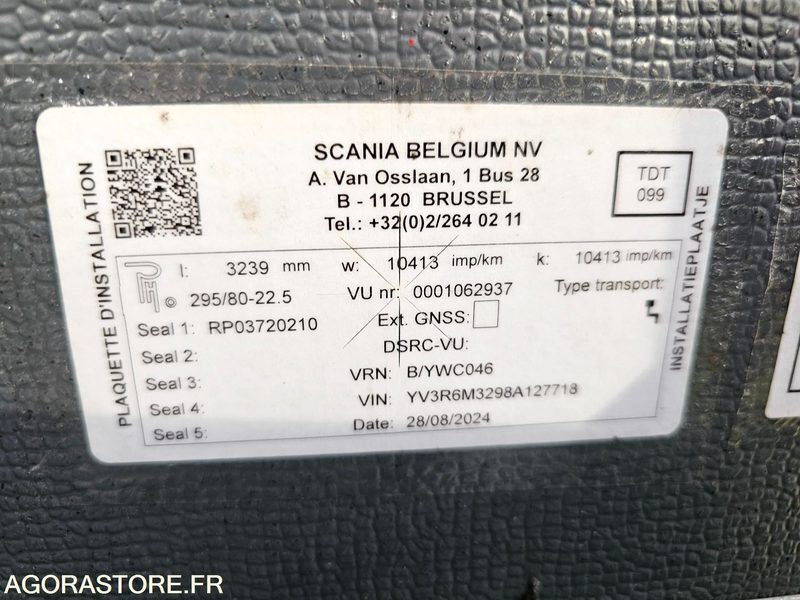 SCANIA BELGIUM NV
A. Van Osslaan, 1 Bus 28
B - 1120 BRUSSEL
Tel.: +32(0)2/264 02 11
TDT
099
PLAQUETTE D'INSTALLATION
INSTALLATIEPLAATJE
l: 3239 mm w: 10413 imp/km k: 10413 imp/km
© 295/80-22.5 VU nr: 0001062937 Type transport:
Seal 1: RP03720210 Ext. GNSS:
Seal 2: DSRC-VU:
Seal 3: VRN: B/YWC046
Seal 4: VIN: YV3R6M3298A127718
Seal 5: Date: 28/08/2024
AGORASTORE.FR